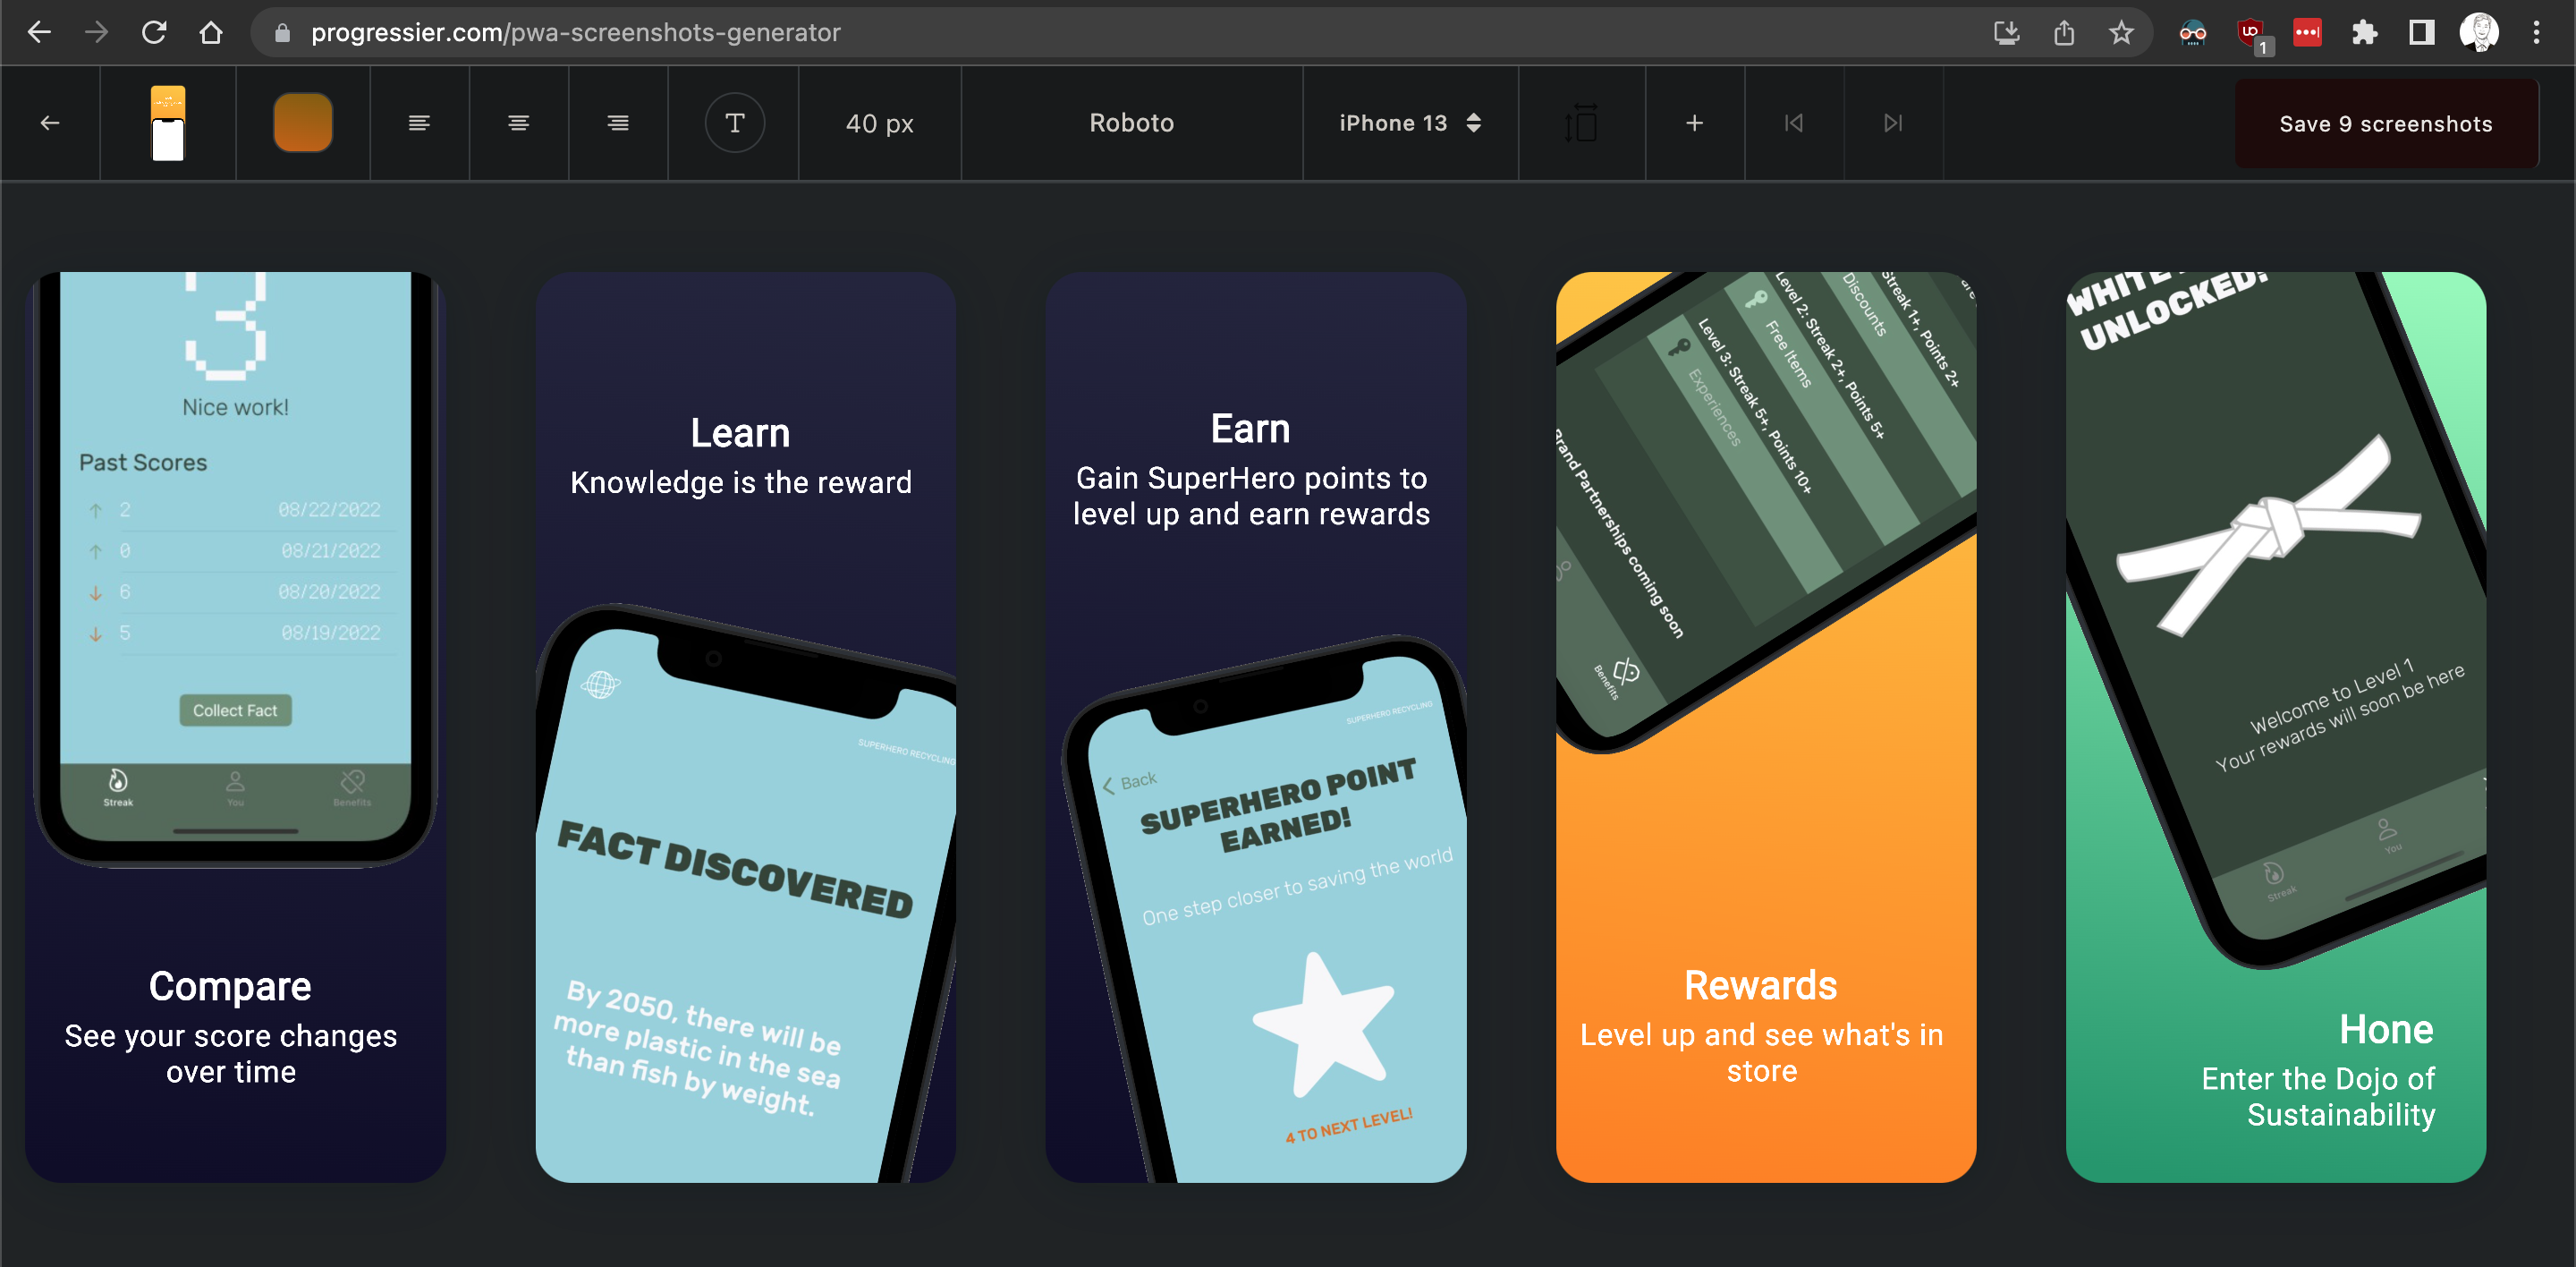 progressier.com/pwa-screenshots-generator
1
T
40 px
Roboto
iPhone 13
Save 9 screenshots
3
Nice work!
Past Scores
2 08/22/2022
0 08/21/2022
6 08/20/2022
5 08/19/2022
Collect Fact
Streak
You
Benefits
Compare
See your score changes
over time
Learn
Knowledge is the reward
SUPERHERO RECYCLING
FACT DISCOVERED
By 2050, there will be
more plastic in the sea
than fish by weight.
Earn
Gain SuperHero points to
level up and earn rewards
SUPERHERO RECYCLING
Back
SUPERHERO POINT
EARNED!
One step closer to saving the world
4 TO NEXT LEVEL!
Streak 1+, Points 2+
Discounts
Level 2: Streak 2+, Points 5+
Free Items
Level 3: Streak 5+, Points 10+
Experiences
Brand Partnerships coming soon
Benefits
Rewards
Level up and see what's in
store
WHITE
UNLOCKED!
Welcome to Level 1
Your rewards will soon be here
Streak
You
Hone
Enter the Dojo of
Sustainability